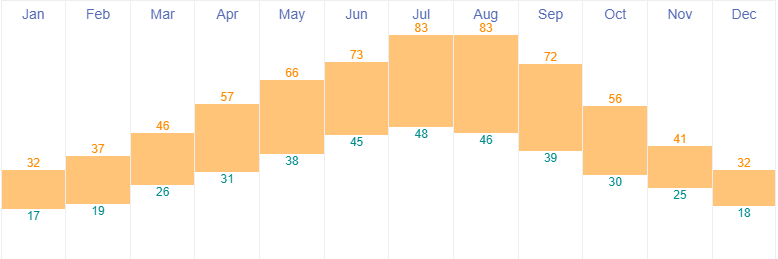 Jan Feb Mar Apr May Jun Jul Aug Sep Oct Nov Dec
32 37 46 57 66 73 83 83 72 56 41 32
17 19 26 31 38 45 48 46 39 30 25 18